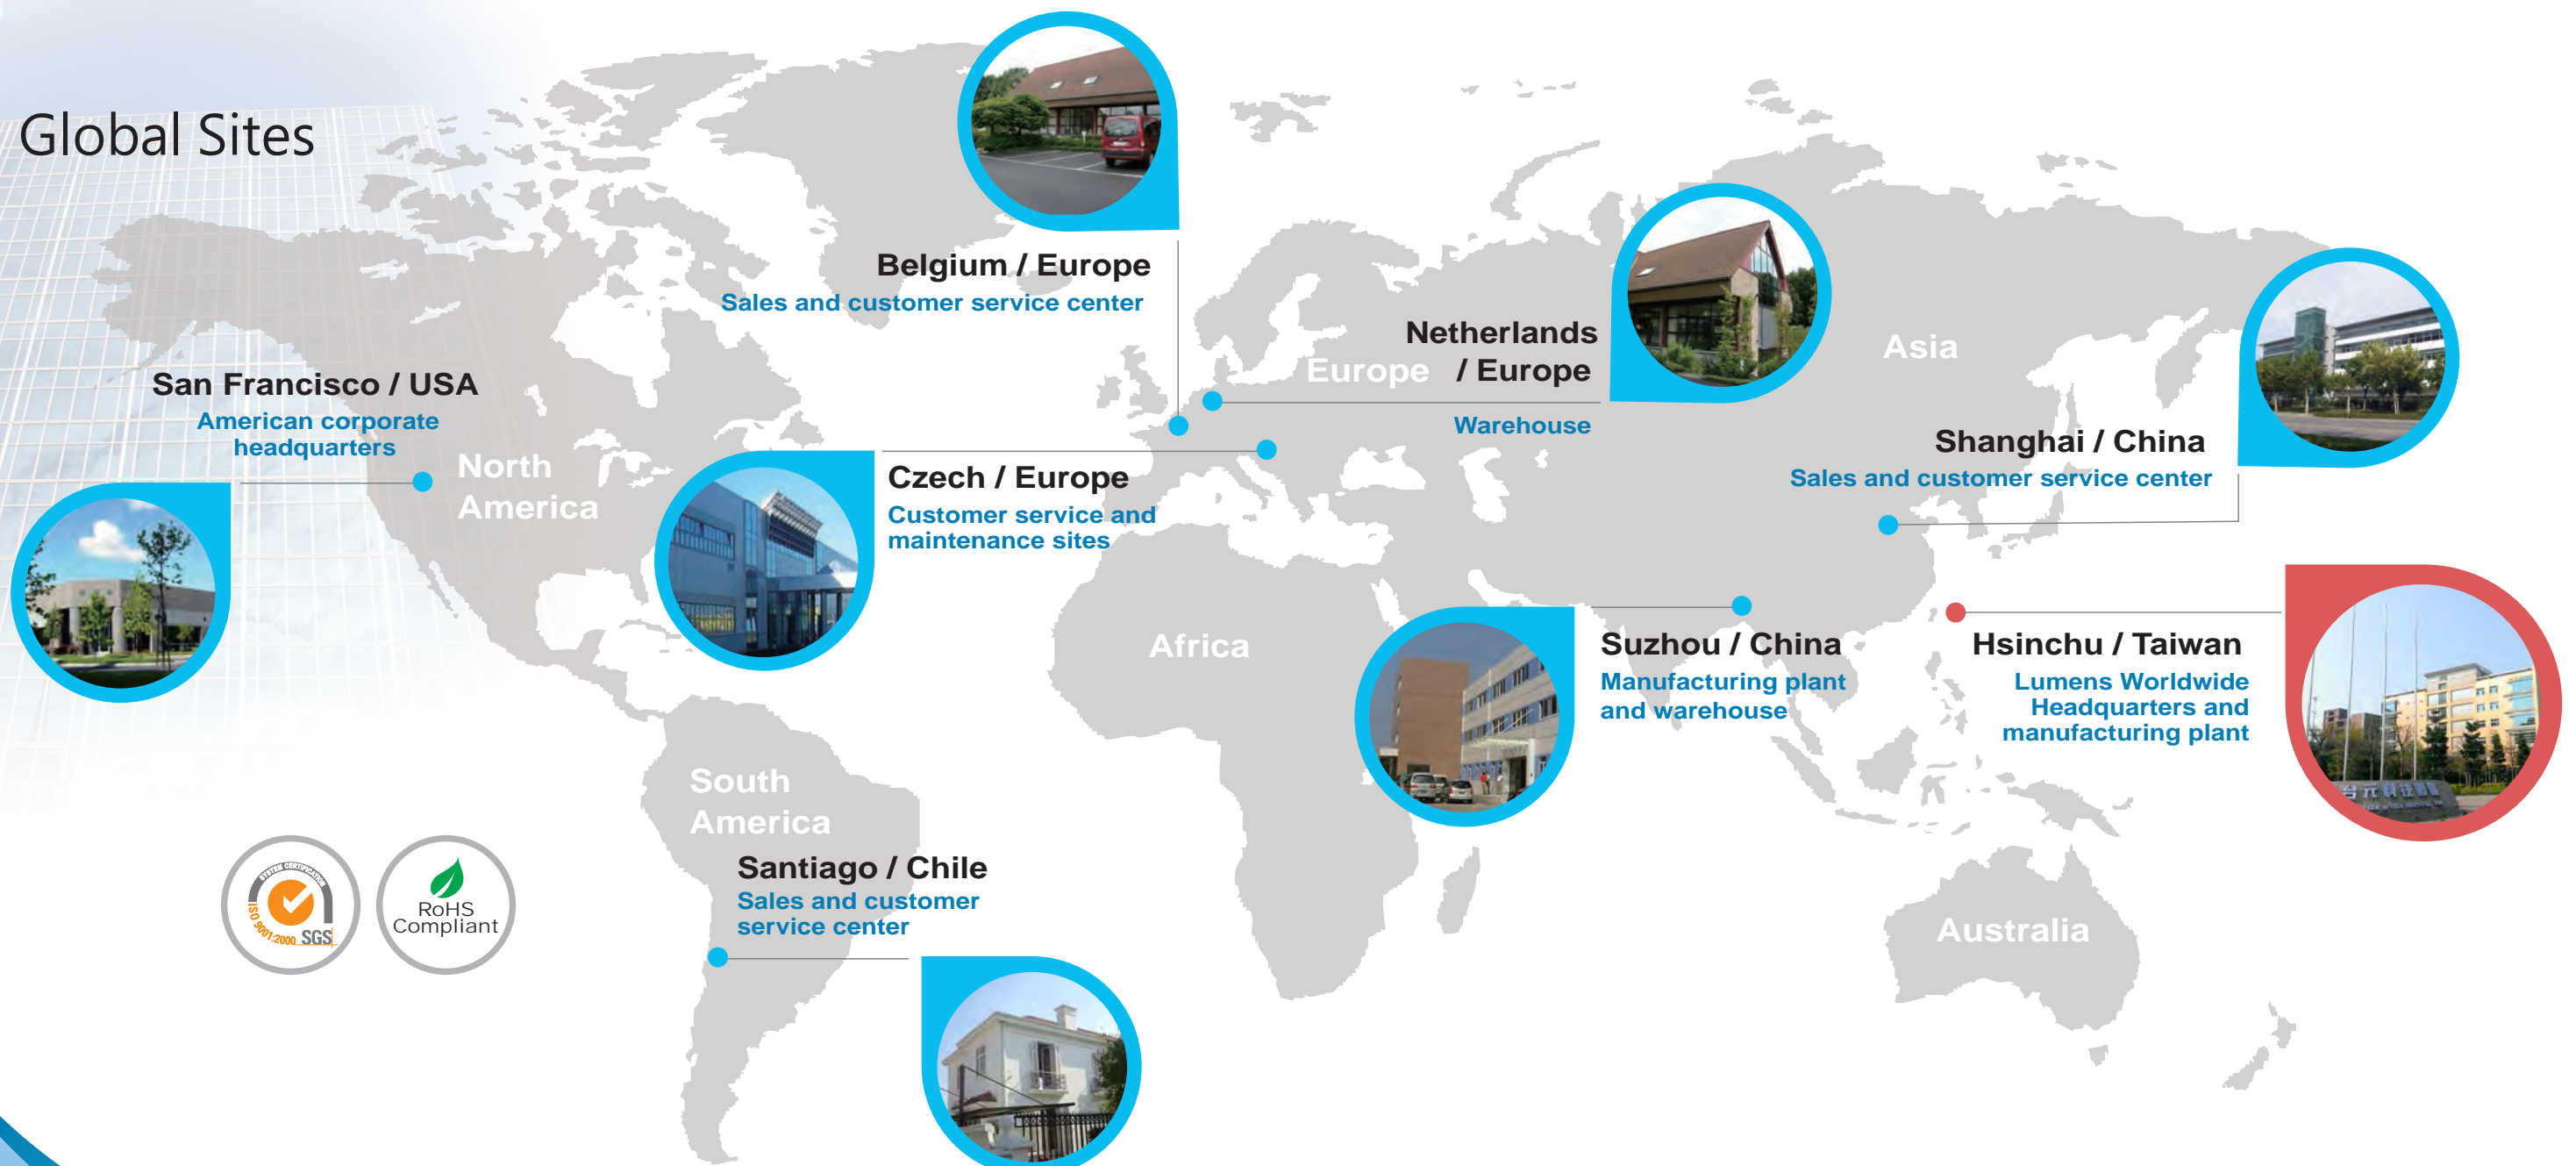 Global Sites
Belgium / Europe
Sales and customer service center
Netherlands
/ Europe
Warehouse
Europe
Asia
San Francisco / USA
American corporate
headquarters
North
America
Czech / Europe
Customer service and
maintenance sites
Shanghai / China
Sales and customer service center
Africa
Suzhou / China
Manufacturing plant
and warehouse
Hsinchu / Taiwan
Lumens Worldwide
Headquarters and
manufacturing plant
South
America
Santiago / Chile
Sales and customer
service center
Australia
SYSTEM CERTIFICATION
ISO 9001:2000 SGS
RoHS
Compliant